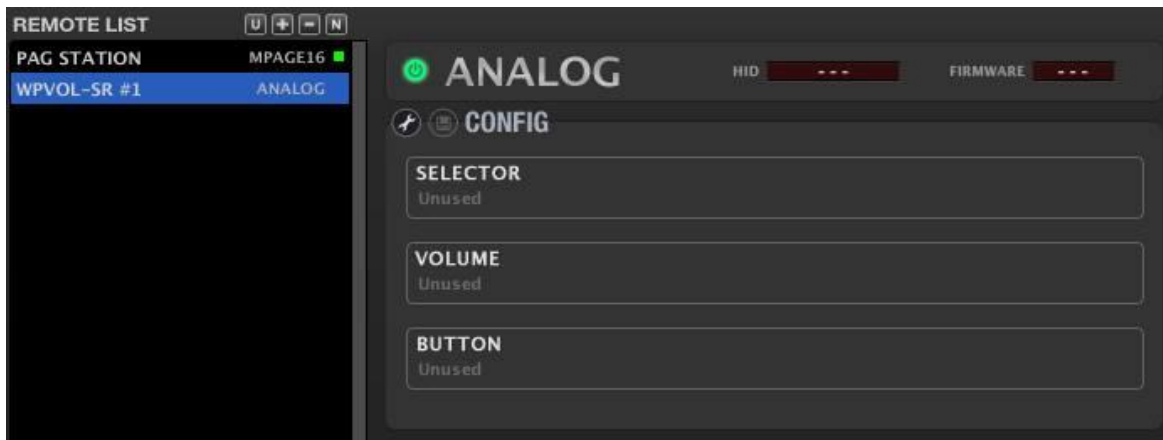 REMOTE LIST U + - N
PAG STATION MPAGE16
WPVOL-SR #1 ANALOG
ANALOG HID --- FIRMWARE ---
CONFIG
SELECTOR
Unused
VOLUME
Unused
BUTTON
Unused